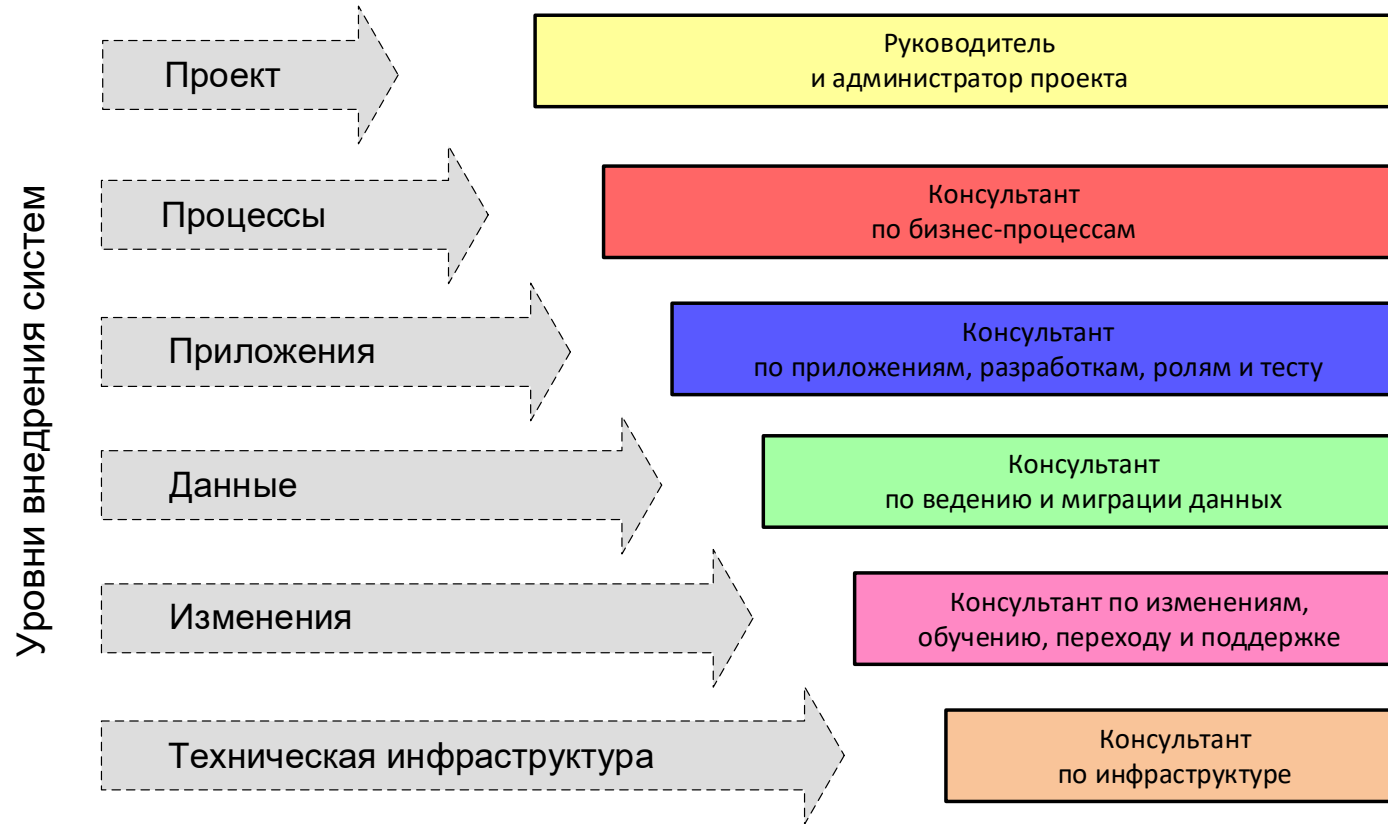 Уровни внедрения систем
Проект
Руководитель
и администратор проекта
Процессы
Консультант
по бизнес-процессам
Приложения
Консультант
по приложениям, разработкам, ролям и тесту
Данные
Консультант
по ведению и миграции данных
Изменения
Консультант по изменениям,
обучению, переходу и поддержке
Техническая инфраструктура
Консультант
по инфраструктуре